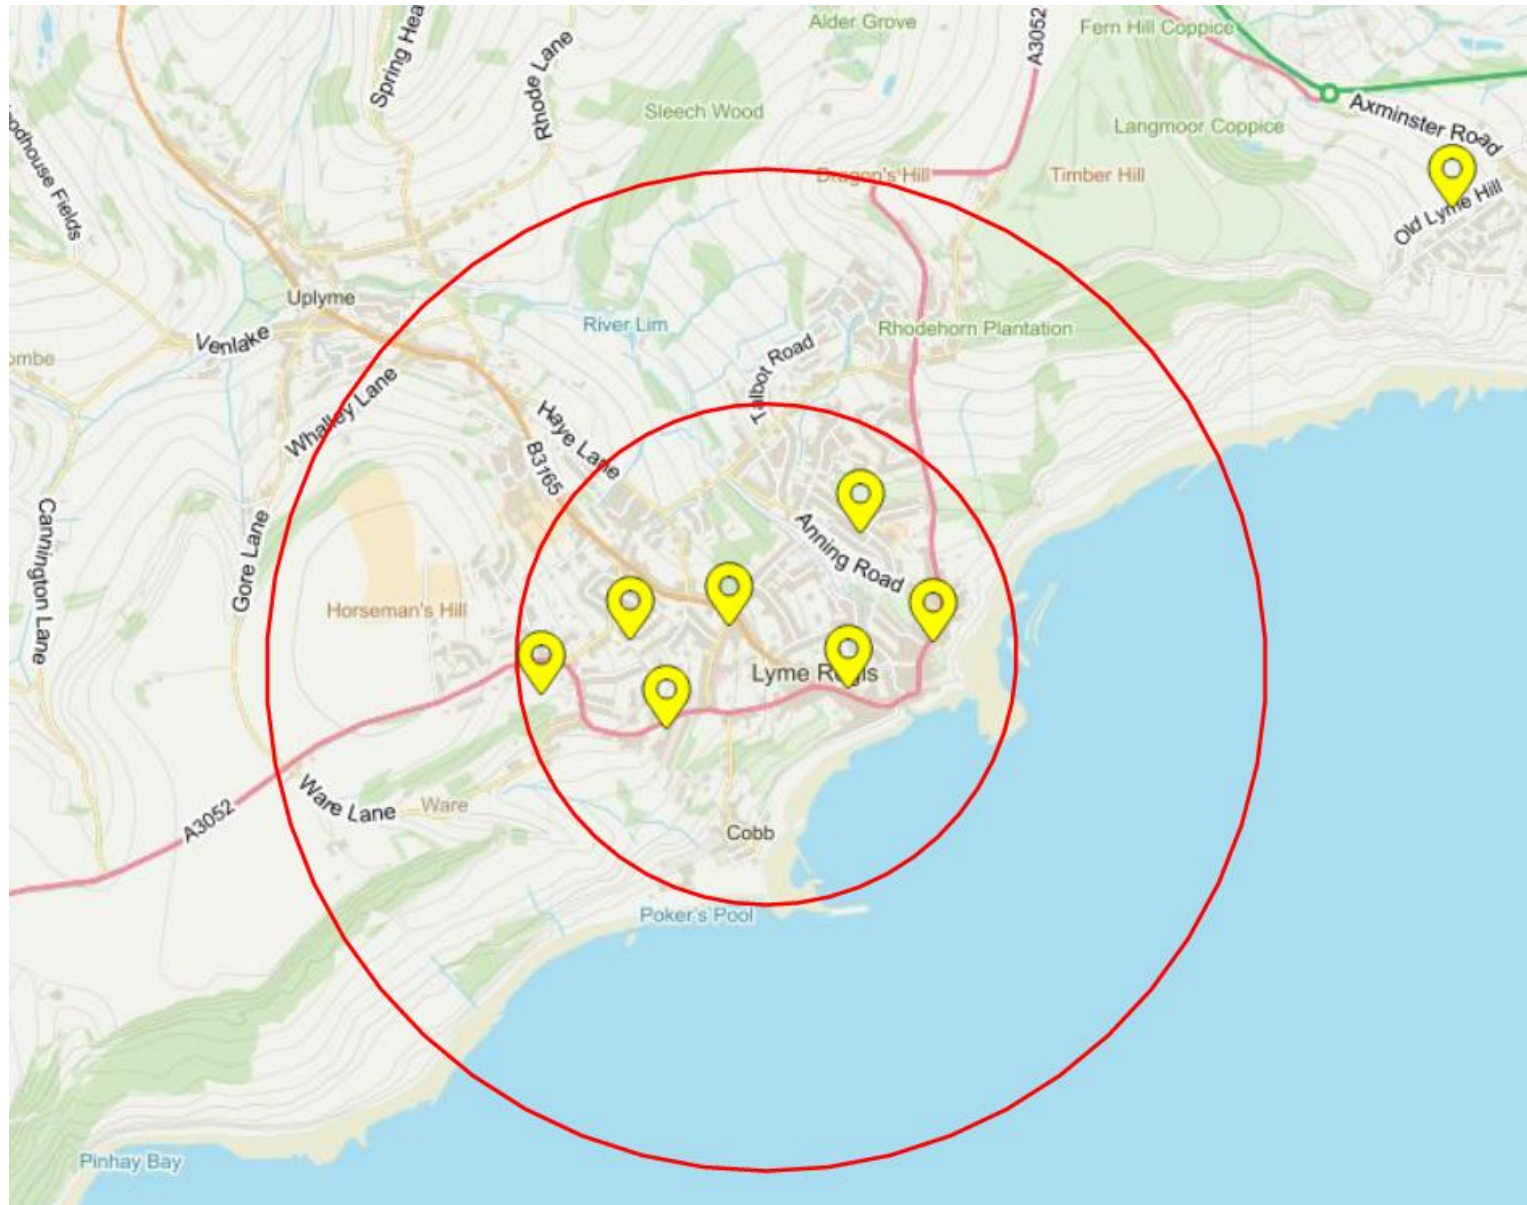 Alder Grove
A3052
Fern Hill Coppice
Spring Hea
Rhode Lane
Sleech Wood
Axminster Road
Langmoor Coppice
odhouse Fields
Dragon's Hill
Timber Hill
Old Lyme Hill
Uplyme
River Lim
Rhodehorn Plantation
Venlake
ombe
Talbot Road
Whalley Lane
Haye Lane
B3165
Cannington Lane
Gore Lane
Anning Road
Horseman's Hill
Lyme Regis
Ware Lane
Ware
A3052
Cobb
Poker's Pool
Pinhay Bay